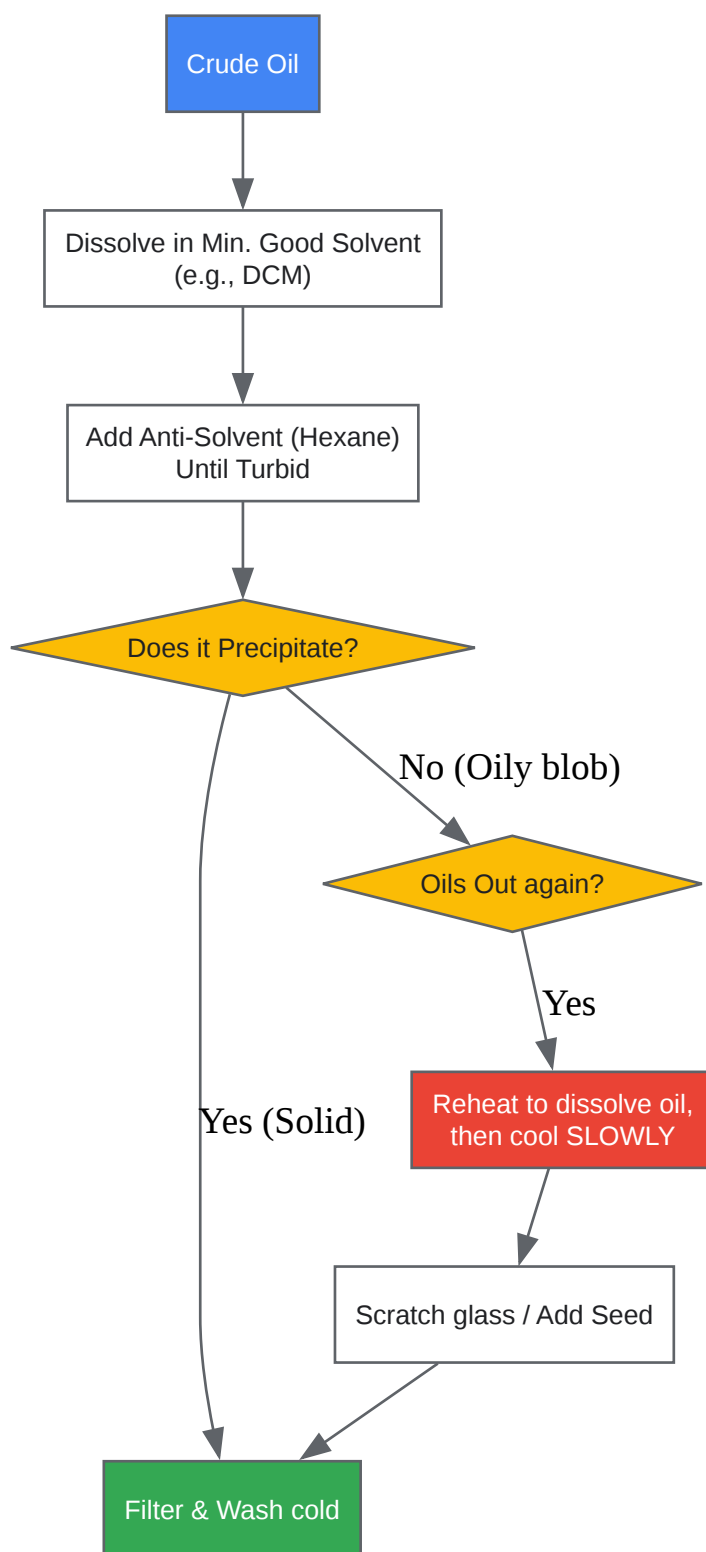 Crude Oil
Dissolve in Min. Good Solvent
(e.g., DCM)
Add Anti-Solvent (Hexane)
Until Turbid
Does it Precipitate?
No (Oily blob)
Oils Out again?
Yes
Reheat to dissolve oil,
then cool SLOWLY
Yes (Solid)
Scratch glass / Add Seed
Filter & Wash cold